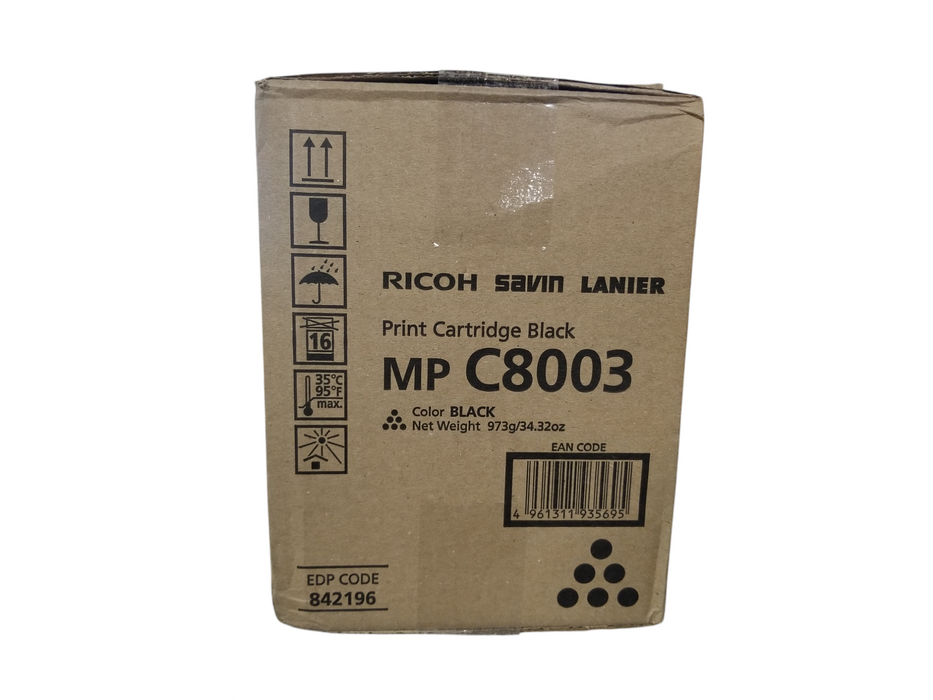 RICOH savin LANIER
Print Cartridge Black
MP C8003
Color BLACK
Net Weight 973g/34.32oz
EAN CODE
4 961311 935695
16
35°C
95°F
max.
EDP CODE
842196